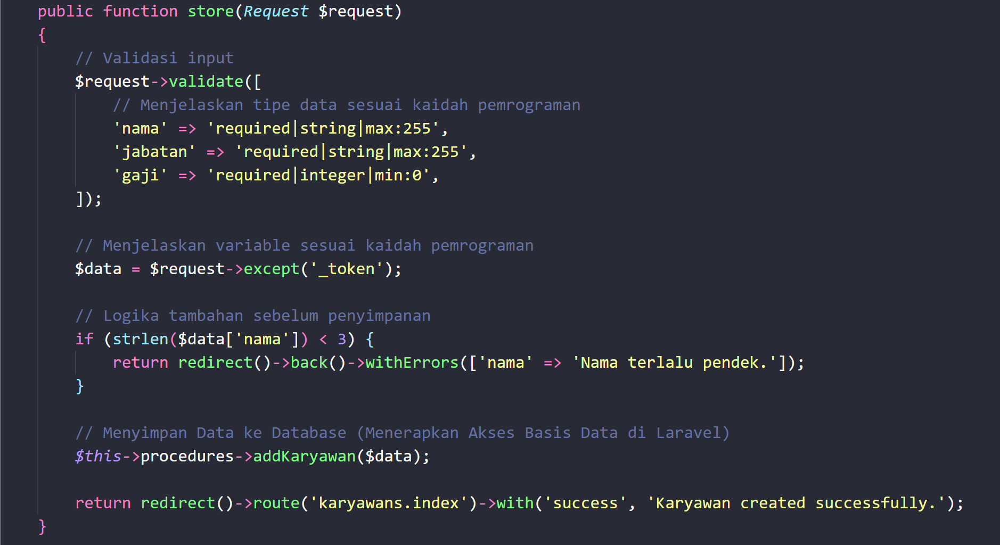 public function store(Request $request)
{
// Validasi input
$request->validate([
// Menjelaskan tipe data sesuai kaidah pemrograman
'nama' => 'required|string|max:255',
'jabatan' => 'required|string|max:255',
'gaji' => 'required|integer|min:0',
]);
// Menjelaskan variable sesuai kaidah pemrograman
$data = $request->except('_token');
// Logika tambahan sebelum penyimpanan
if (strlen($data['nama']) < 3) {
return redirect()->back()->withErrors(['nama' => 'Nama terlalu pendek.']);
}
// Menyimpan Data ke Database (Menerapkan Akses Basis Data di Laravel)
$this->procedures->addKaryawan($data);
return redirect()->route('karyawans.index')->with('success', 'Karyawan created successfully.');
}